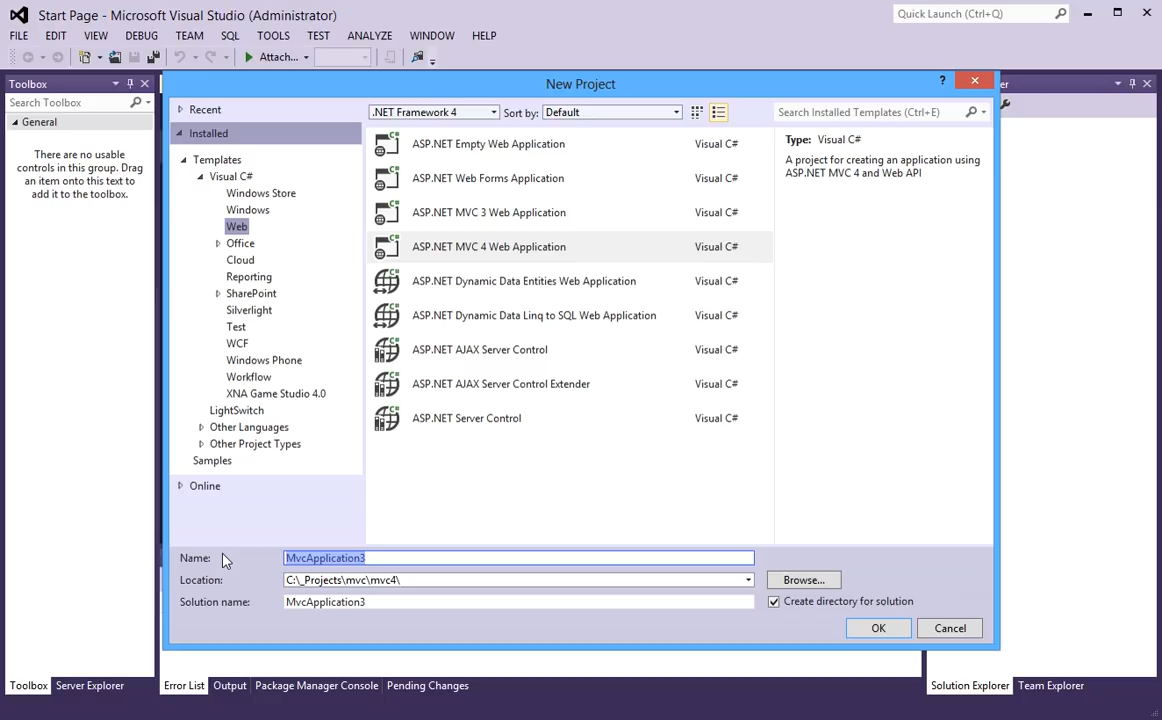 Start Page - Microsoft Visual Studio (Administrator)
Quick Launch (Ctrl+Q)
FILE EDIT VIEW DEBUG TEAM SQL TOOLS TEST ANALYZE WINDOW HELP
Attach...
Toolbox
Search Toolbox
General
There are no usable
controls in this group. Drag
an item onto this text to
add it to the toolbox.
New Project
?
er
Recent
Installed
Templates
Visual C#
Windows Store
Windows
Web
Office
Cloud
Reporting
SharePoint
Silverlight
Test
WCF
Windows Phone
Workflow
XNA Game Studio 4.0
LightSwitch
Other Languages
Other Project Types
Samples
Online
.NET Framework 4
Sort by: Default
Search Installed Templates (Ctrl+E)
ASP.NET Empty Web Application Visual C#
ASP.NET Web Forms Application Visual C#
ASP.NET MVC 3 Web Application Visual C#
ASP.NET MVC 4 Web Application Visual C#
ASP.NET Dynamic Data Entities Web Application Visual C#
ASP.NET Dynamic Data Linq to SQL Web Application Visual C#
ASP.NET AJAX Server Control Visual C#
ASP.NET AJAX Server Control Extender Visual C#
ASP.NET Server Control Visual C#
Type: Visual C#
A project for creating an application using
ASP.NET MVC 4 and Web API
Name: MvcApplication3
Location: C:\_Projects\mvc\mvc4\
Browse...
Solution name: MvcApplication3
Create directory for solution
OK Cancel
Toolbox Server Explorer
Error List Output Package Manager Console Pending Changes
Solution Explorer Team Explorer